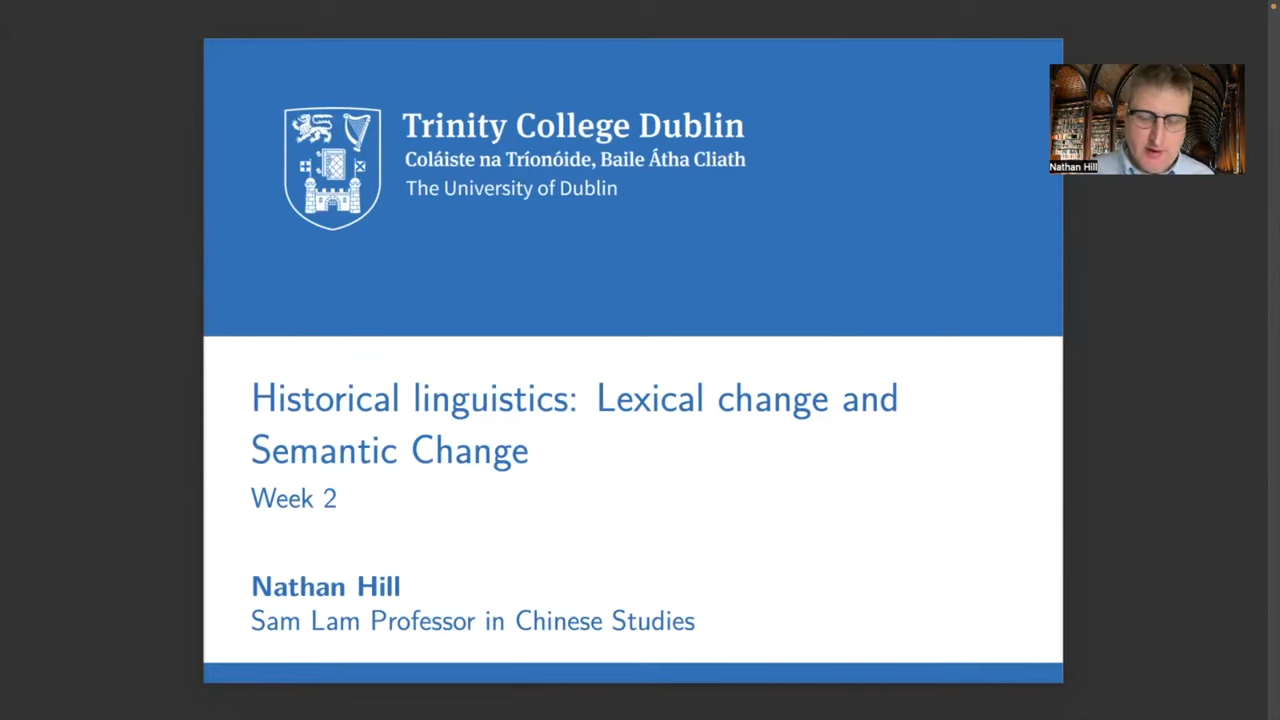 Trinity College Dublin
Coláiste na Tríonóide, Baile Átha Cliath
The University of Dublin
Nathan Hill
Historical linguistics: Lexical change and
Semantic Change
Week 2
Nathan Hill
Sam Lam Professor in Chinese Studies